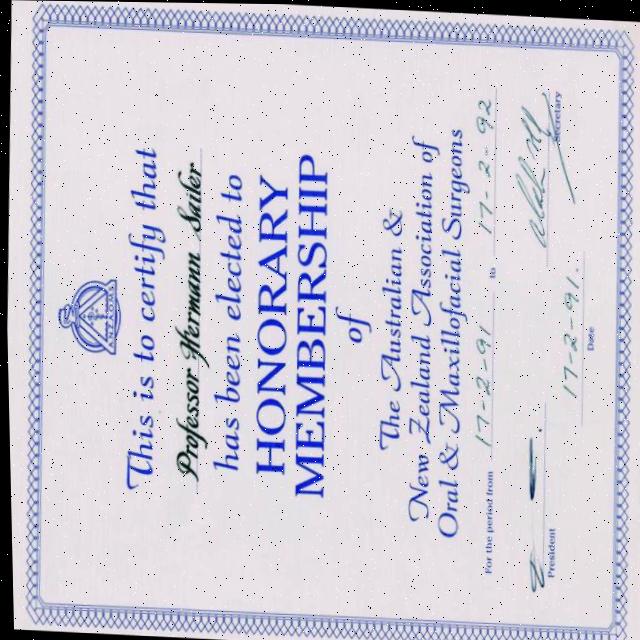 This is to certify that
Professor Hermann Sailer
has been elected to
HONORARY
MEMBERSHIP
of
The Australian &
New Zealand Association of
Oral & Maxillofacial Surgeons
For the period from 17-2-91 to 17-2-92
President Secretary
17-2-91.
Date